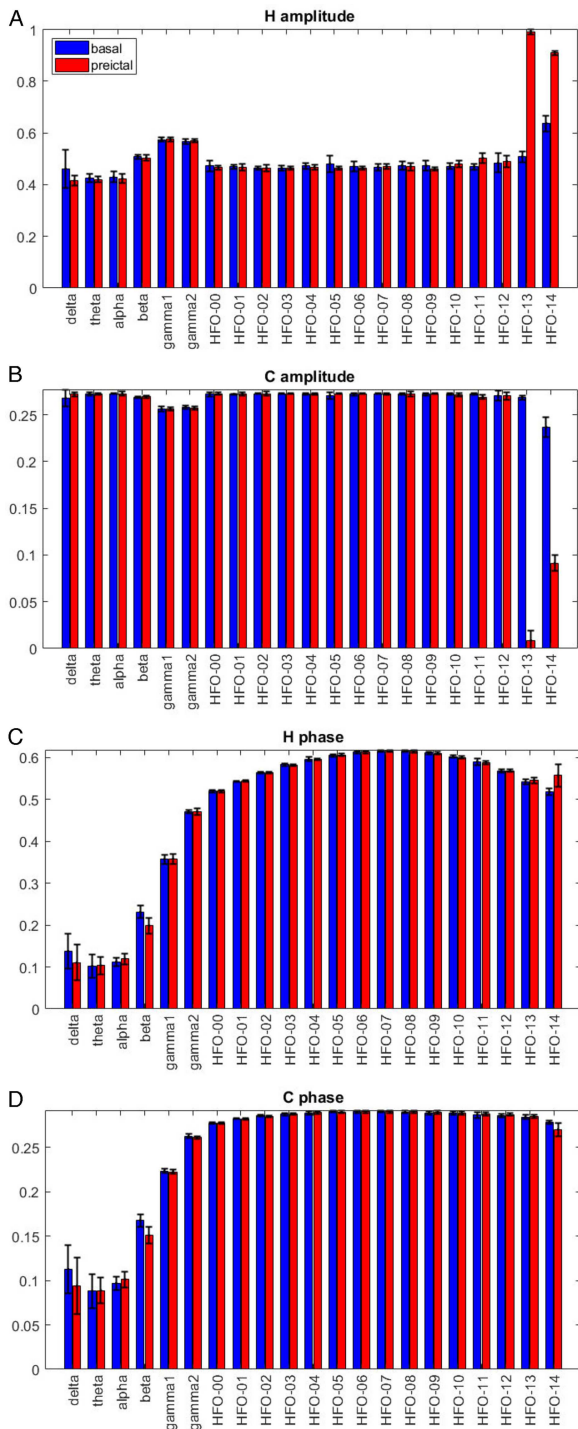 A
H amplitude
basal
preictal
1
0.8
0.6
0.4
0.2
0
delta
theta
alpha
beta
gamma1
gamma2
HFO-00
HFO-01
HFO-02
HFO-03
HFO-04
HFO-05
HFO-06
HFO-07
HFO-08
HFO-09
HFO-10
HFO-11
HFO-12
HFO-13
HFO-14
B
C amplitude
0.25
0.2
0.15
0.1
0.05
0
delta
theta
alpha
beta
gamma1
gamma2
HFO-00
HFO-01
HFO-02
HFO-03
HFO-04
HFO-05
HFO-06
HFO-07
HFO-08
HFO-09
HFO-10
HFO-11
HFO-12
HFO-13
HFO-14
C
H phase
0.6
0.5
0.4
0.3
0.2
0.1
0
delta
theta
alpha
beta
gamma1
gamma2
HFO-00
HFO-01
HFO-02
HFO-03
HFO-04
HFO-05
HFO-06
HFO-07
HFO-08
HFO-09
HFO-10
HFO-11
HFO-12
HFO-13
HFO-14
D
C phase
0.25
0.2
0.15
0.1
0.05
0
delta
theta
alpha
beta
gamma1
gamma2
HFO-00
HFO-01
HFO-02
HFO-03
HFO-04
HFO-05
HFO-06
HFO-07
HFO-08
HFO-09
HFO-10
HFO-11
HFO-12
HFO-13
HFO-14